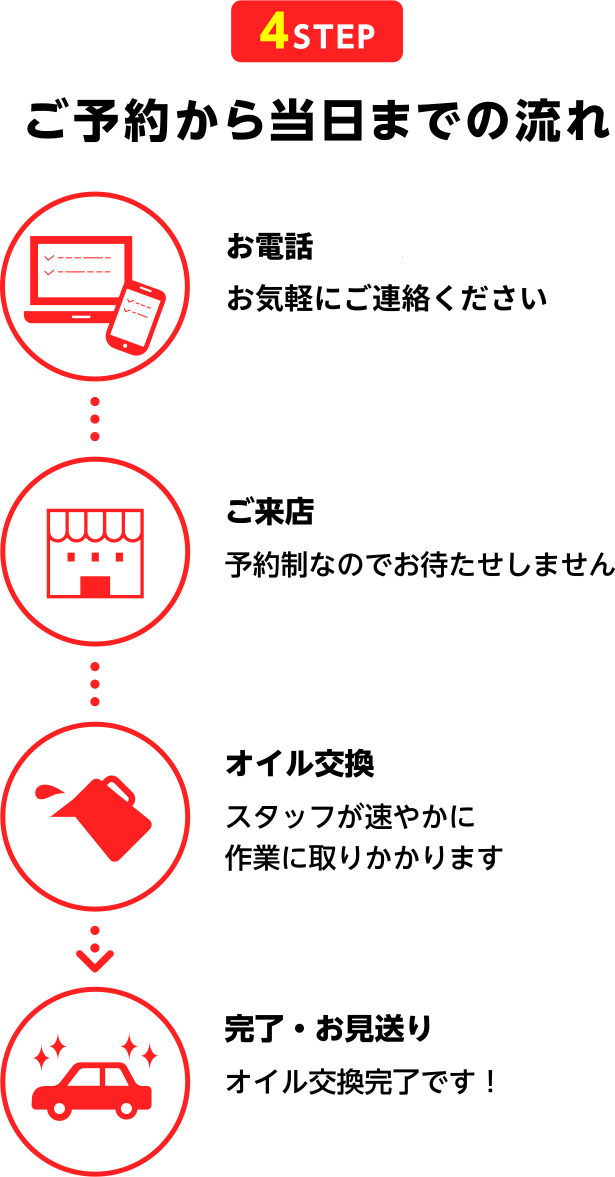 4STEP
ご予約から当日までの流れ
お電話
お気軽にご連絡ください
ご来店
予約制なのでお待たせしません
オイル交換
スタッフが速やかに
作業に取りかかります
完了・お見送り
オイル交換完了です！